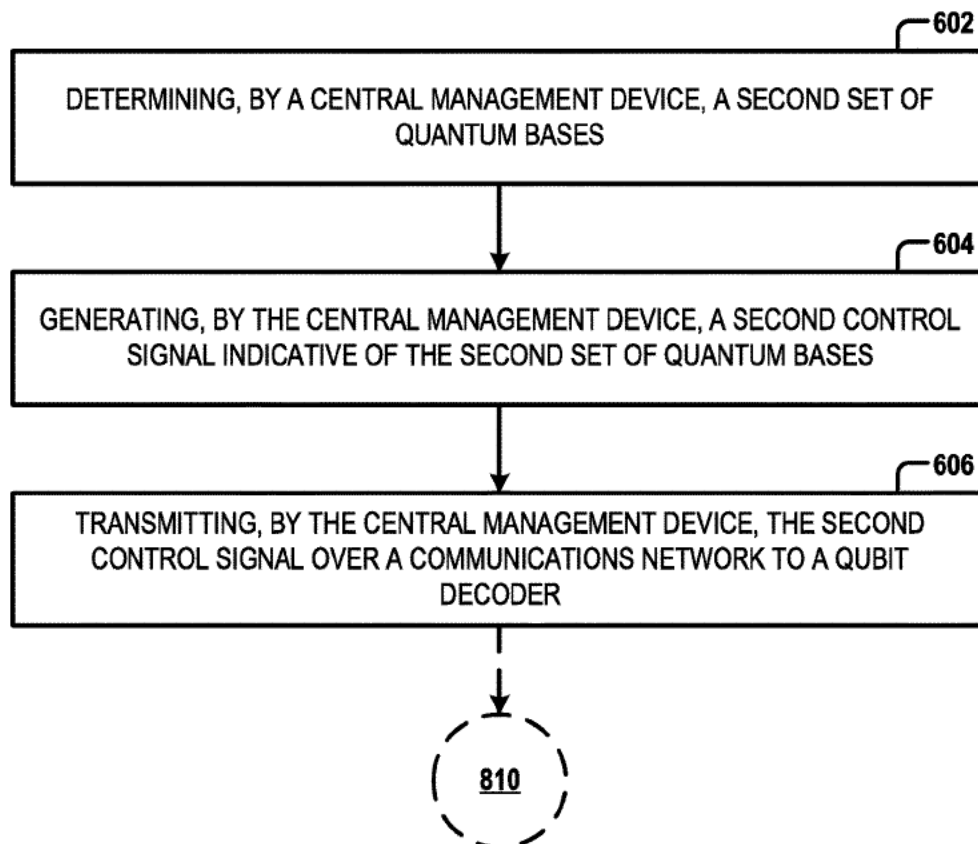 602
DETERMINING, BY A CENTRAL MANAGEMENT DEVICE, A SECOND SET OF
QUANTUM BASES
604
GENERATING, BY THE CENTRAL MANAGEMENT DEVICE, A SECOND CONTROL
SIGNAL INDICATIVE OF THE SECOND SET OF QUANTUM BASES
606
TRANSMITTING, BY THE CENTRAL MANAGEMENT DEVICE, THE SECOND
CONTROL SIGNAL OVER A COMMUNICATIONS NETWORK TO A QUBIT
DECODER
810